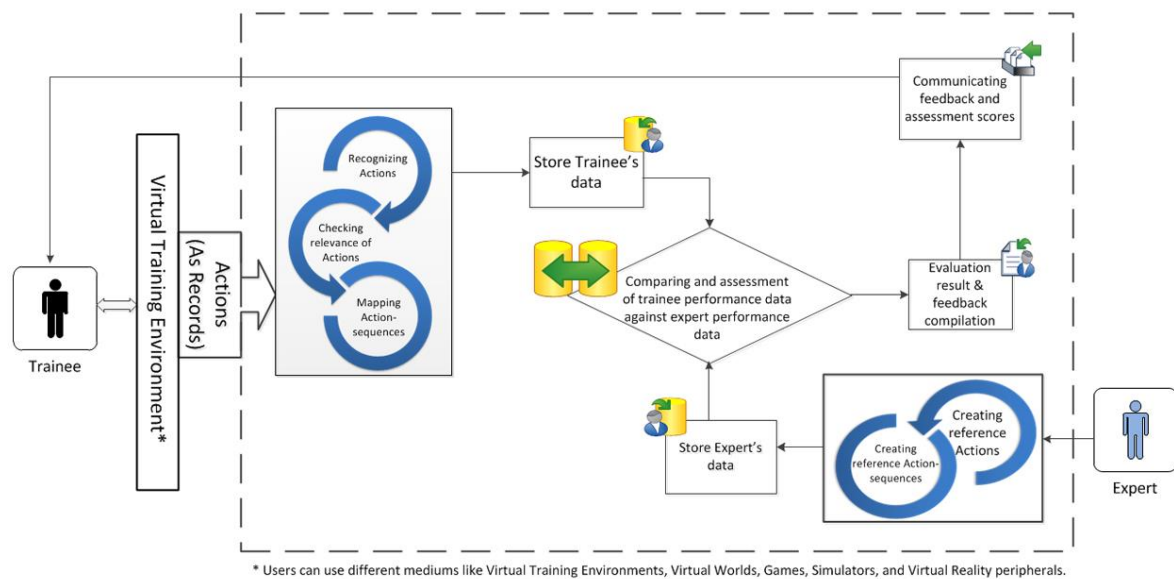 Communicating
feedback and
assessment scores
Recognizing
Actions
Store Trainee's
data
Checking
relevance of
Actions
Virtual Training Environment*
Actions
(As Records)
Mapping
Action-
sequences
Comparing and assessment
of trainee performance data
against expert performance
data
Evaluation
result &
feedback
compilation
Trainee
Creating
reference
Actions
Store Expert's
data
Creating
reference Action-
sequences
Expert
* Users can use different mediums like Virtual Training Environments, Virtual Worlds, Games, Simulators, and Virtual Reality peripherals.